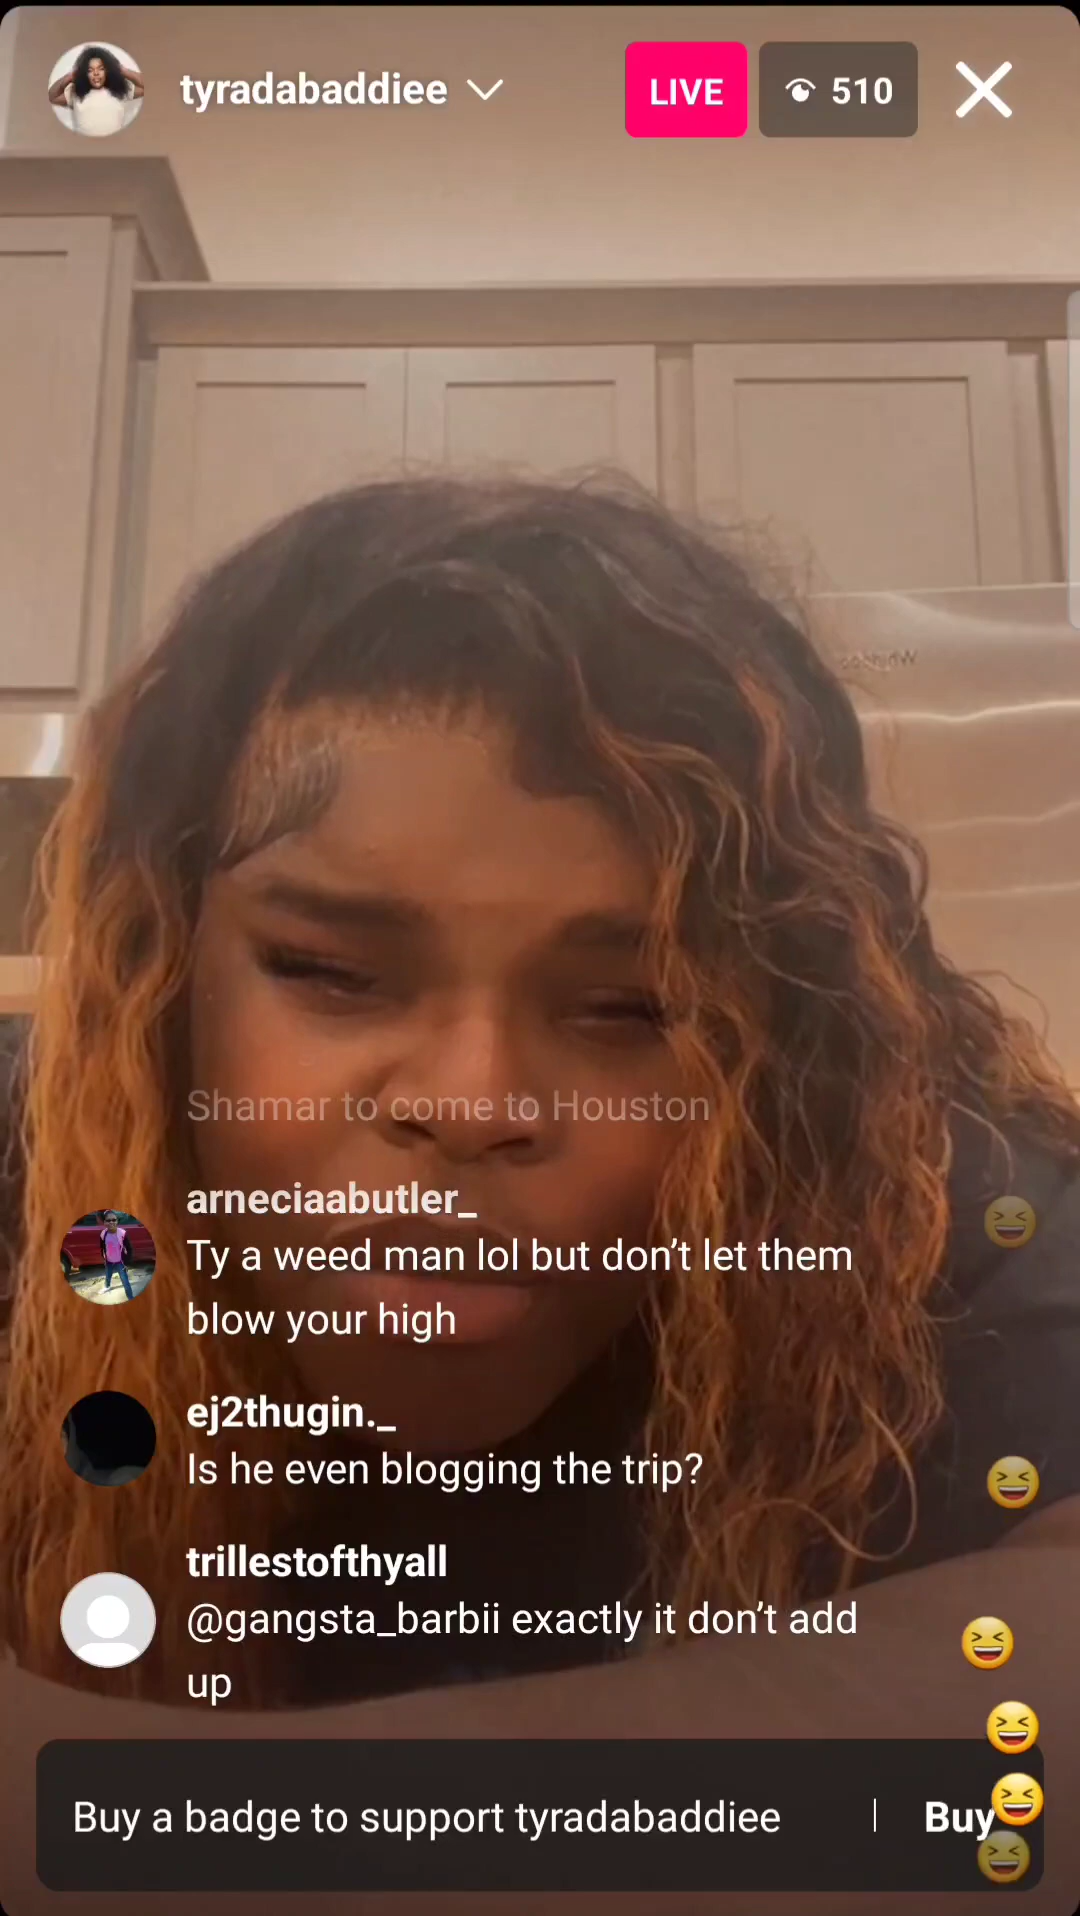 tyradabaddiee
LIVE
510
Shamar to come to Houston
arneciaabutler_
Ty a weed man lol but don't let them
blow your high
ej2thugin._
Is he even blogging the trip?
trillestofthyall
@gangsta_barbii exactly it don't add
up
Buy a badge to support tyradabaddiee | Buy